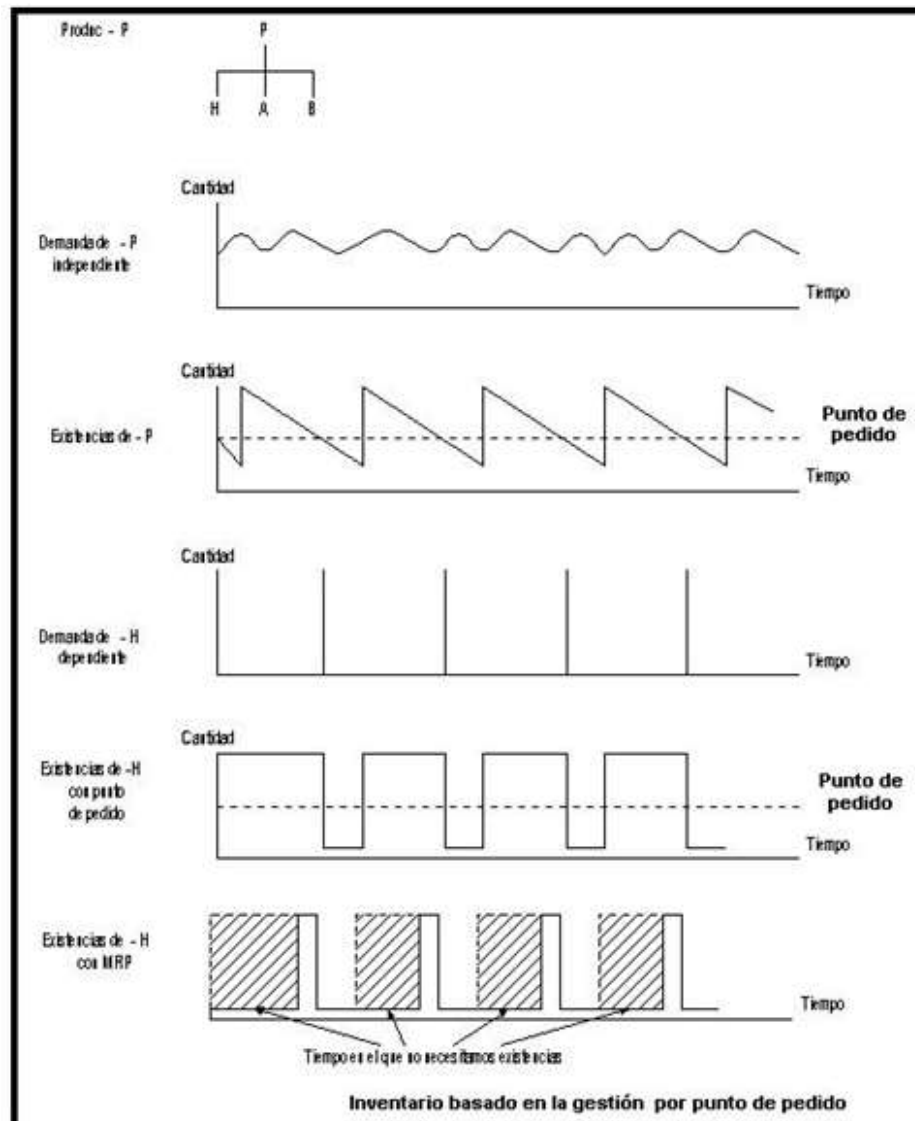 Produc - P
P
H A B
Cantidad
Demanda de - P
independiente
Tiempo
Cantidad
Punto de
pedido
Existencias de - P
Tiempo
Cantidad
Demanda de - H
dependiente
Tiempo
Cantidad
Existencias de - H
con punto
de pedido
Punto de
pedido
Tiempo
Existencias de - H
con MRP
Tiempo
Tiempo en el que no necesitamos existencias
Inventario basado en la gestión por punto de pedido